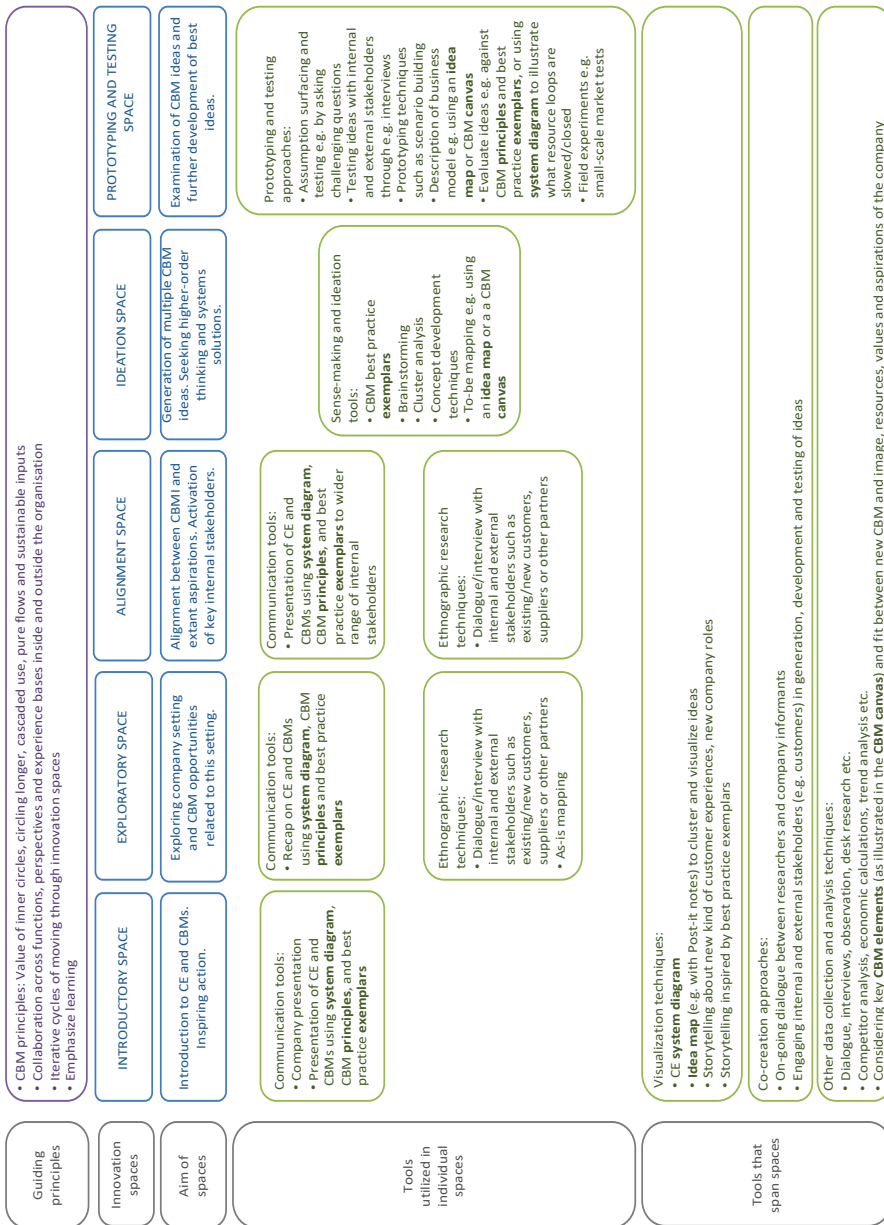 Guiding
principles
• CBM principles: Value of inner circles, circling longer, cascaded use, pure flows and sustainable inputs
• Collaboration across functions, perspectives and experience bases inside and outside the organisation
• Iterative cycles of moving through innovation spaces
• Emphasize learning
Innovation
spaces
INTRODUCTORY SPACE
EXPLORATORY SPACE
ALIGNMENT SPACE
IDEATION SPACE
PROTOTYPING AND TESTING
SPACE
Aim of
spaces
Introduction to CE and CBMs.
Inspiring action.
Exploring company setting
and CBM opportunities
related to this setting.
Alignment between CBMI and
extant aspirations. Activation
of key internal stakeholders.
Generation of multiple CBM
ideas. Seeking higher-order
thinking and systems
solutions.
Examination of CBM ideas and
further development of best
ideas.
Tools
utilized in
individual
spaces
Communication tools:
• Company presentation
• Presentation of CE and
CBMs using system diagram,
CBM principles, and best
practice exemplars
Communication tools:
• Recap on CE and CBMs
using system diagram, CBM
principles and best practice
exemplars
Ethnographic research
techniques:
• Dialogue/interview with
internal and external
stakeholders such as
existing/new customers,
suppliers or other partners
• As-is mapping
Communication tools:
• Presentation of CE and
CBMs using system diagram,
CBM principles, and best
practice exemplars to wider
range of internal
stakeholders
Ethnographic research
techniques:
• Dialogue/interview with
internal and external
stakeholders such as
existing/new customers,
suppliers or other partners
Sense-making and ideation
tools:
• CBM best practice
exemplars
• Brainstorming
• Cluster analysis
• Concept development
techniques
• To-be mapping e.g. using
an idea map or a a CBM
canvas
Prototyping and testing
approaches:
• Assumption surfacing and
testing e.g. by asking
challenging questions
• Testing ideas with internal
and external stakeholders
through e.g. interviews
• Prototyping techniques
such as scenario building
• Description of business
model e.g. using an idea
map or CBM canvas
• Evaluate ideas e.g. against
CBM principles and best
practice exemplars, or using
system diagram to illustrate
what resource loops are
slowed/closed
• Field experiments e.g.
small-scale market tests
Tools that
span spaces
Visualization techniques:
• CE system diagram
• Idea map (e.g. with Post-it notes) to cluster and visualize ideas
• Storytelling about new kind of customer experiences, new company roles
• Storytelling inspired by best practice exemplars
Co-creation approaches:
• On-going dialogue between researchers and company informants
• Engaging internal and external stakeholders (e.g. customers) in generation, development and testing of ideas
Other data collection and analysis techniques:
• Dialogue, interviews, observation, desk research etc.
• Competitor analysis, economic calculations, trend analysis etc.
• Considering key CBM elements (as illustrated in the CBM canvas) and fit between new CBM and image, resources, values and aspirations of the company